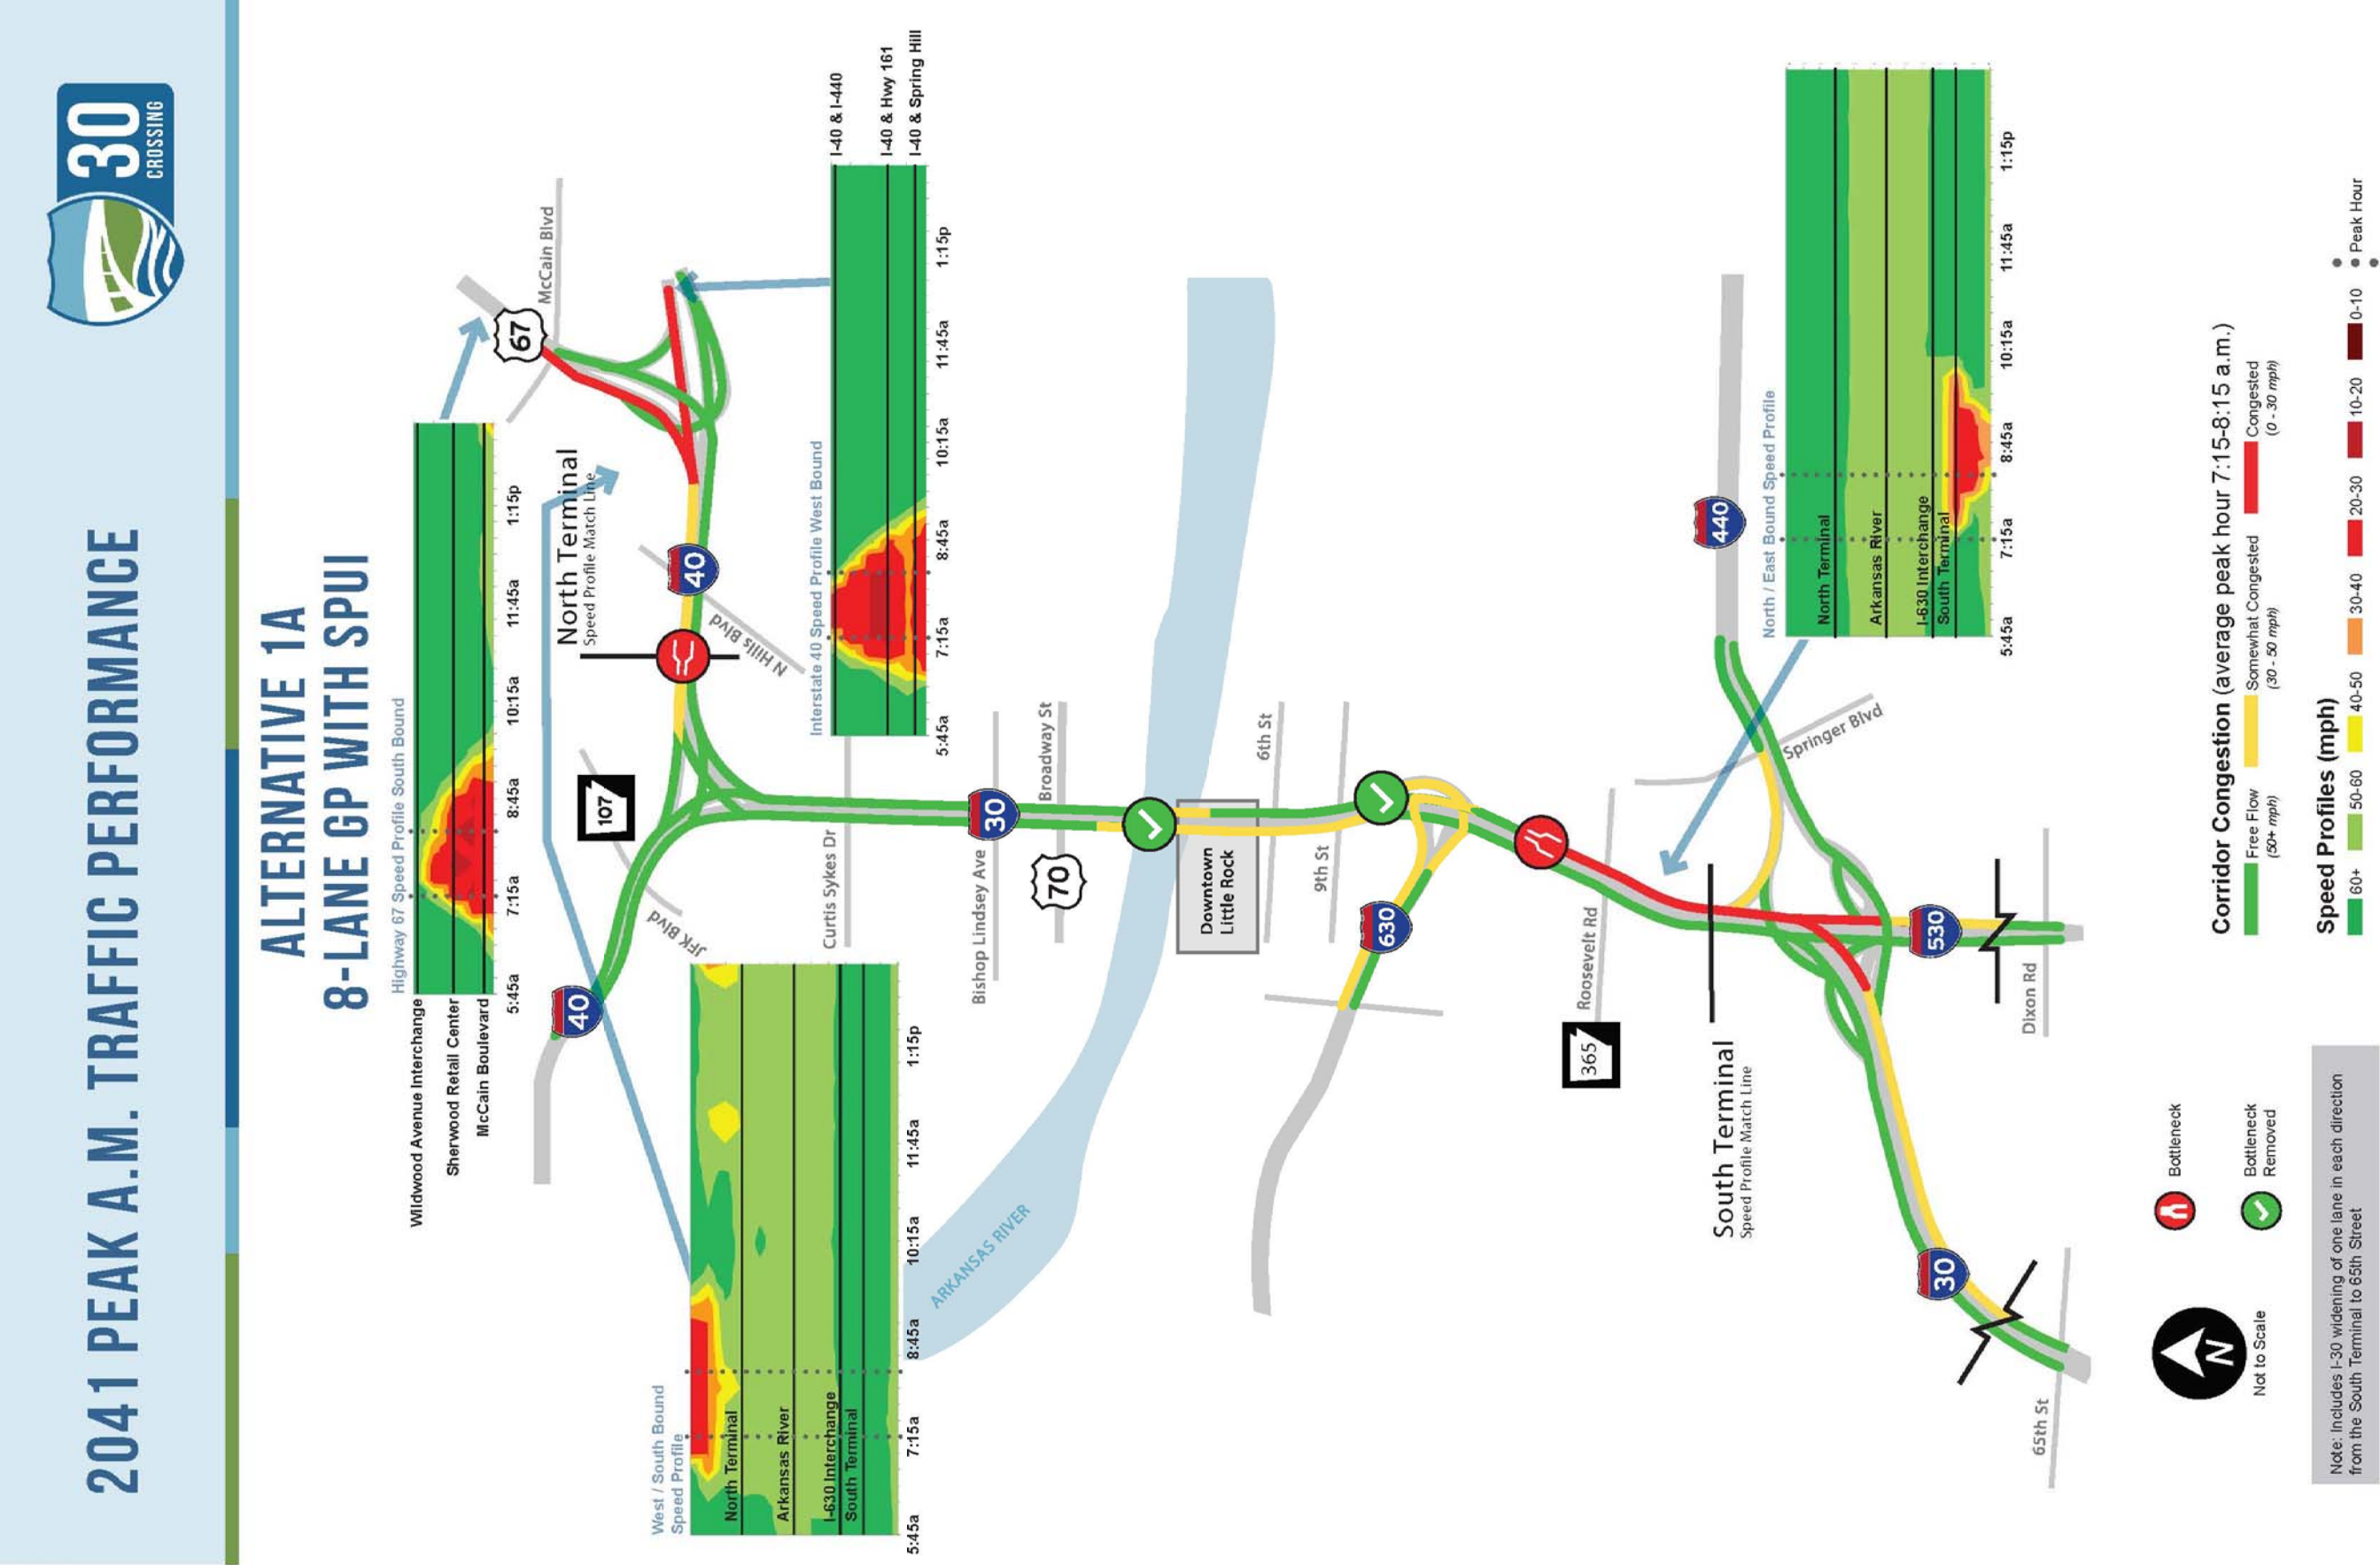 2041 PEAK A.M. TRAFFIC PERFORMANCE
30
CROSSING
ALTERNATIVE 1A
8-LANE GP WITH SPUI
Highway 67 Speed Profile South Bound
Wildwood Avenue Interchange
Sherwood Retail Center
McCain Boulevard
5:45a
7:15a
8:45a
10:15a
11:45a
1:15p
67
McCain Blvd
North Terminal
Speed Profile Match Line
40
107
JFK Blvd
40
N Hills Blvd
Interstate 40 Speed Profile West Bound
I-40 & I-440
I-40 & Hwy 161
I-40 & Spring Hill
5:45a
7:15a
8:45a
10:15a
11:45a
1:15p
West / South Bound
Speed Profile
North Terminal
Arkansas River
I-630 Interchange
South Terminal
5:45a
7:15a
8:45a
10:15a
11:45a
1:15p
Curtis Sykes Dr
Bishop Lindsey Ave
30
Broadway St
70
ARKANSAS RIVER
Downtown
Little Rock
6th St
9th St
630
Roosevelt Rd
365
440
South Terminal
Speed Profile Match Line
North / East Bound Speed Profile
North Terminal
Arkansas River
I-630 Interchange
South Terminal
5:45a
7:15a
8:45a
10:15a
11:45a
1:15p
Springer Blvd
530
Dixon Rd
30
65th St
N
Not to Scale
Bottleneck
Bottleneck
Removed
Corridor Congestion (average peak hour 7:15-8:15 a.m.)
Free Flow
(50+ mph)
Somewhat Congested
(30 - 50 mph)
Congested
(0 - 30 mph)
Speed Profiles (mph)
60+
50-60
40-50
30-40
20-30
10-20
0-10
Peak Hour
Note: Includes I-30 widening of one lane in each direction
from the South Terminal to 65th Street